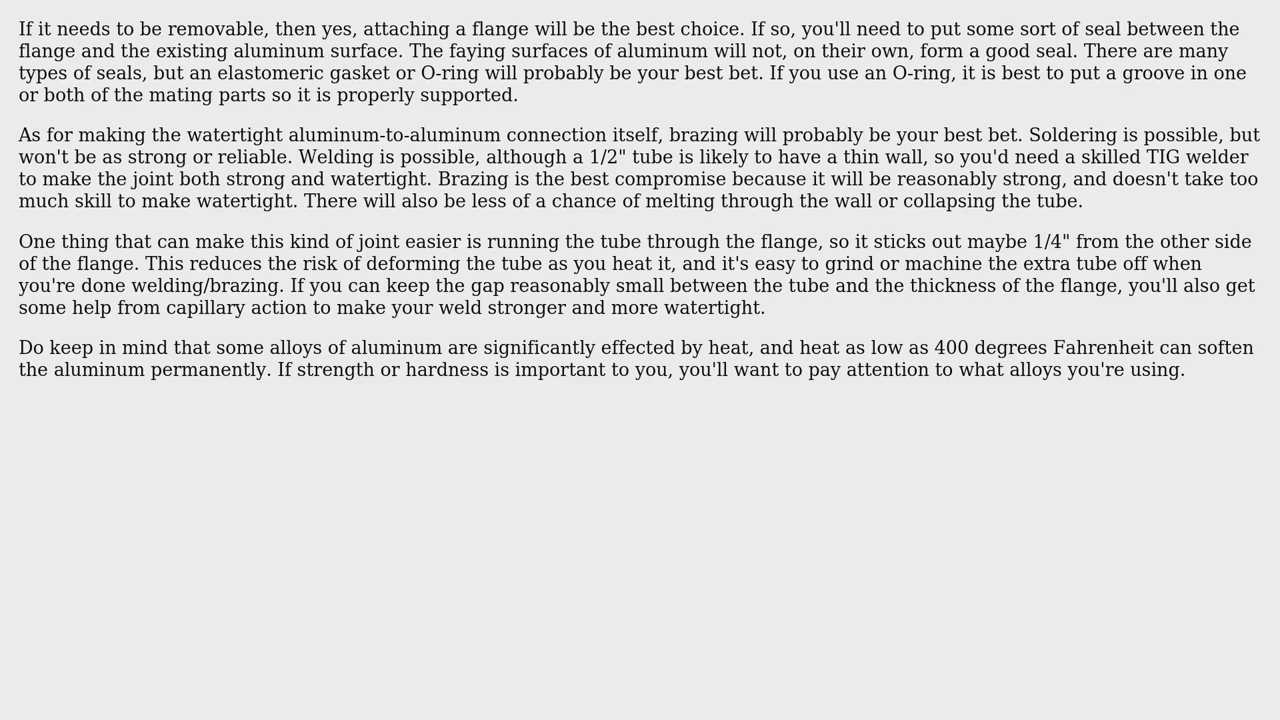 If it needs to be removable, then yes, attaching a flange will be the best choice. If so, you'll need to put some sort of seal between the
flange and the existing aluminum surface. The faying surfaces of aluminum will not, on their own, form a good seal. There are many
types of seals, but an elastomeric gasket or O-ring will probably be your best bet. If you use an O-ring, it is best to put a groove in one
or both of the mating parts so it is properly supported.
As for making the watertight aluminum-to-aluminum connection itself, brazing will probably be your best bet. Soldering is possible, but
won't be as strong or reliable. Welding is possible, although a 1/2" tube is likely to have a thin wall, so you'd need a skilled TIG welder
to make the joint both strong and watertight. Brazing is the best compromise because it will be reasonably strong, and doesn't take too
much skill to make watertight. There will also be less of a chance of melting through the wall or collapsing the tube.
One thing that can make this kind of joint easier is running the tube through the flange, so it sticks out maybe 1/4" from the other side
of the flange. This reduces the risk of deforming the tube as you heat it, and it's easy to grind or machine the extra tube off when
you're done welding/brazing. If you can keep the gap reasonably small between the tube and the thickness of the flange, you'll also get
some help from capillary action to make your weld stronger and more watertight.
Do keep in mind that some alloys of aluminum are significantly effected by heat, and heat as low as 400 degrees Fahrenheit can soften
the aluminum permanently. If strength or hardness is important to you, you'll want to pay attention to what alloys you're using.